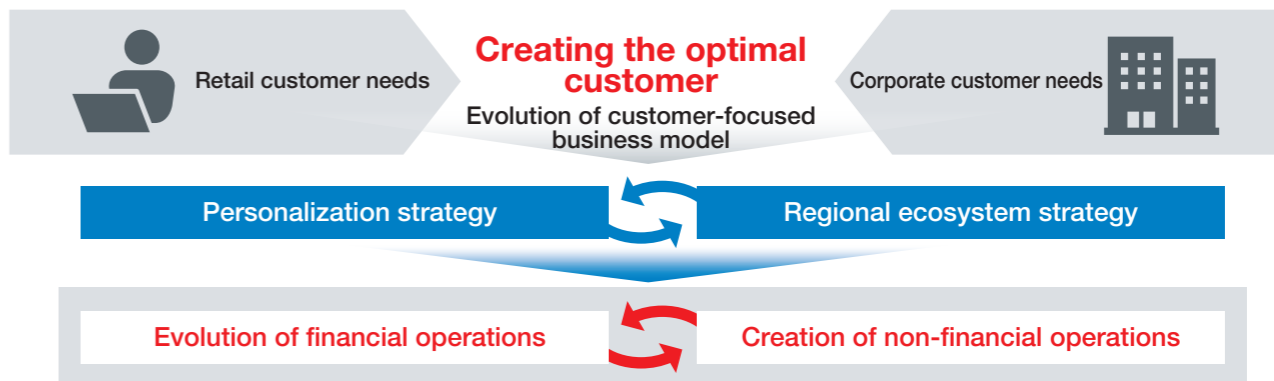 Retail customer needs
Creating the optimal
customer
Evolution of customer-focused
business model
Corporate customer needs
Personalization strategy
Regional ecosystem strategy
Evolution of financial operations
Creation of non-financial operations